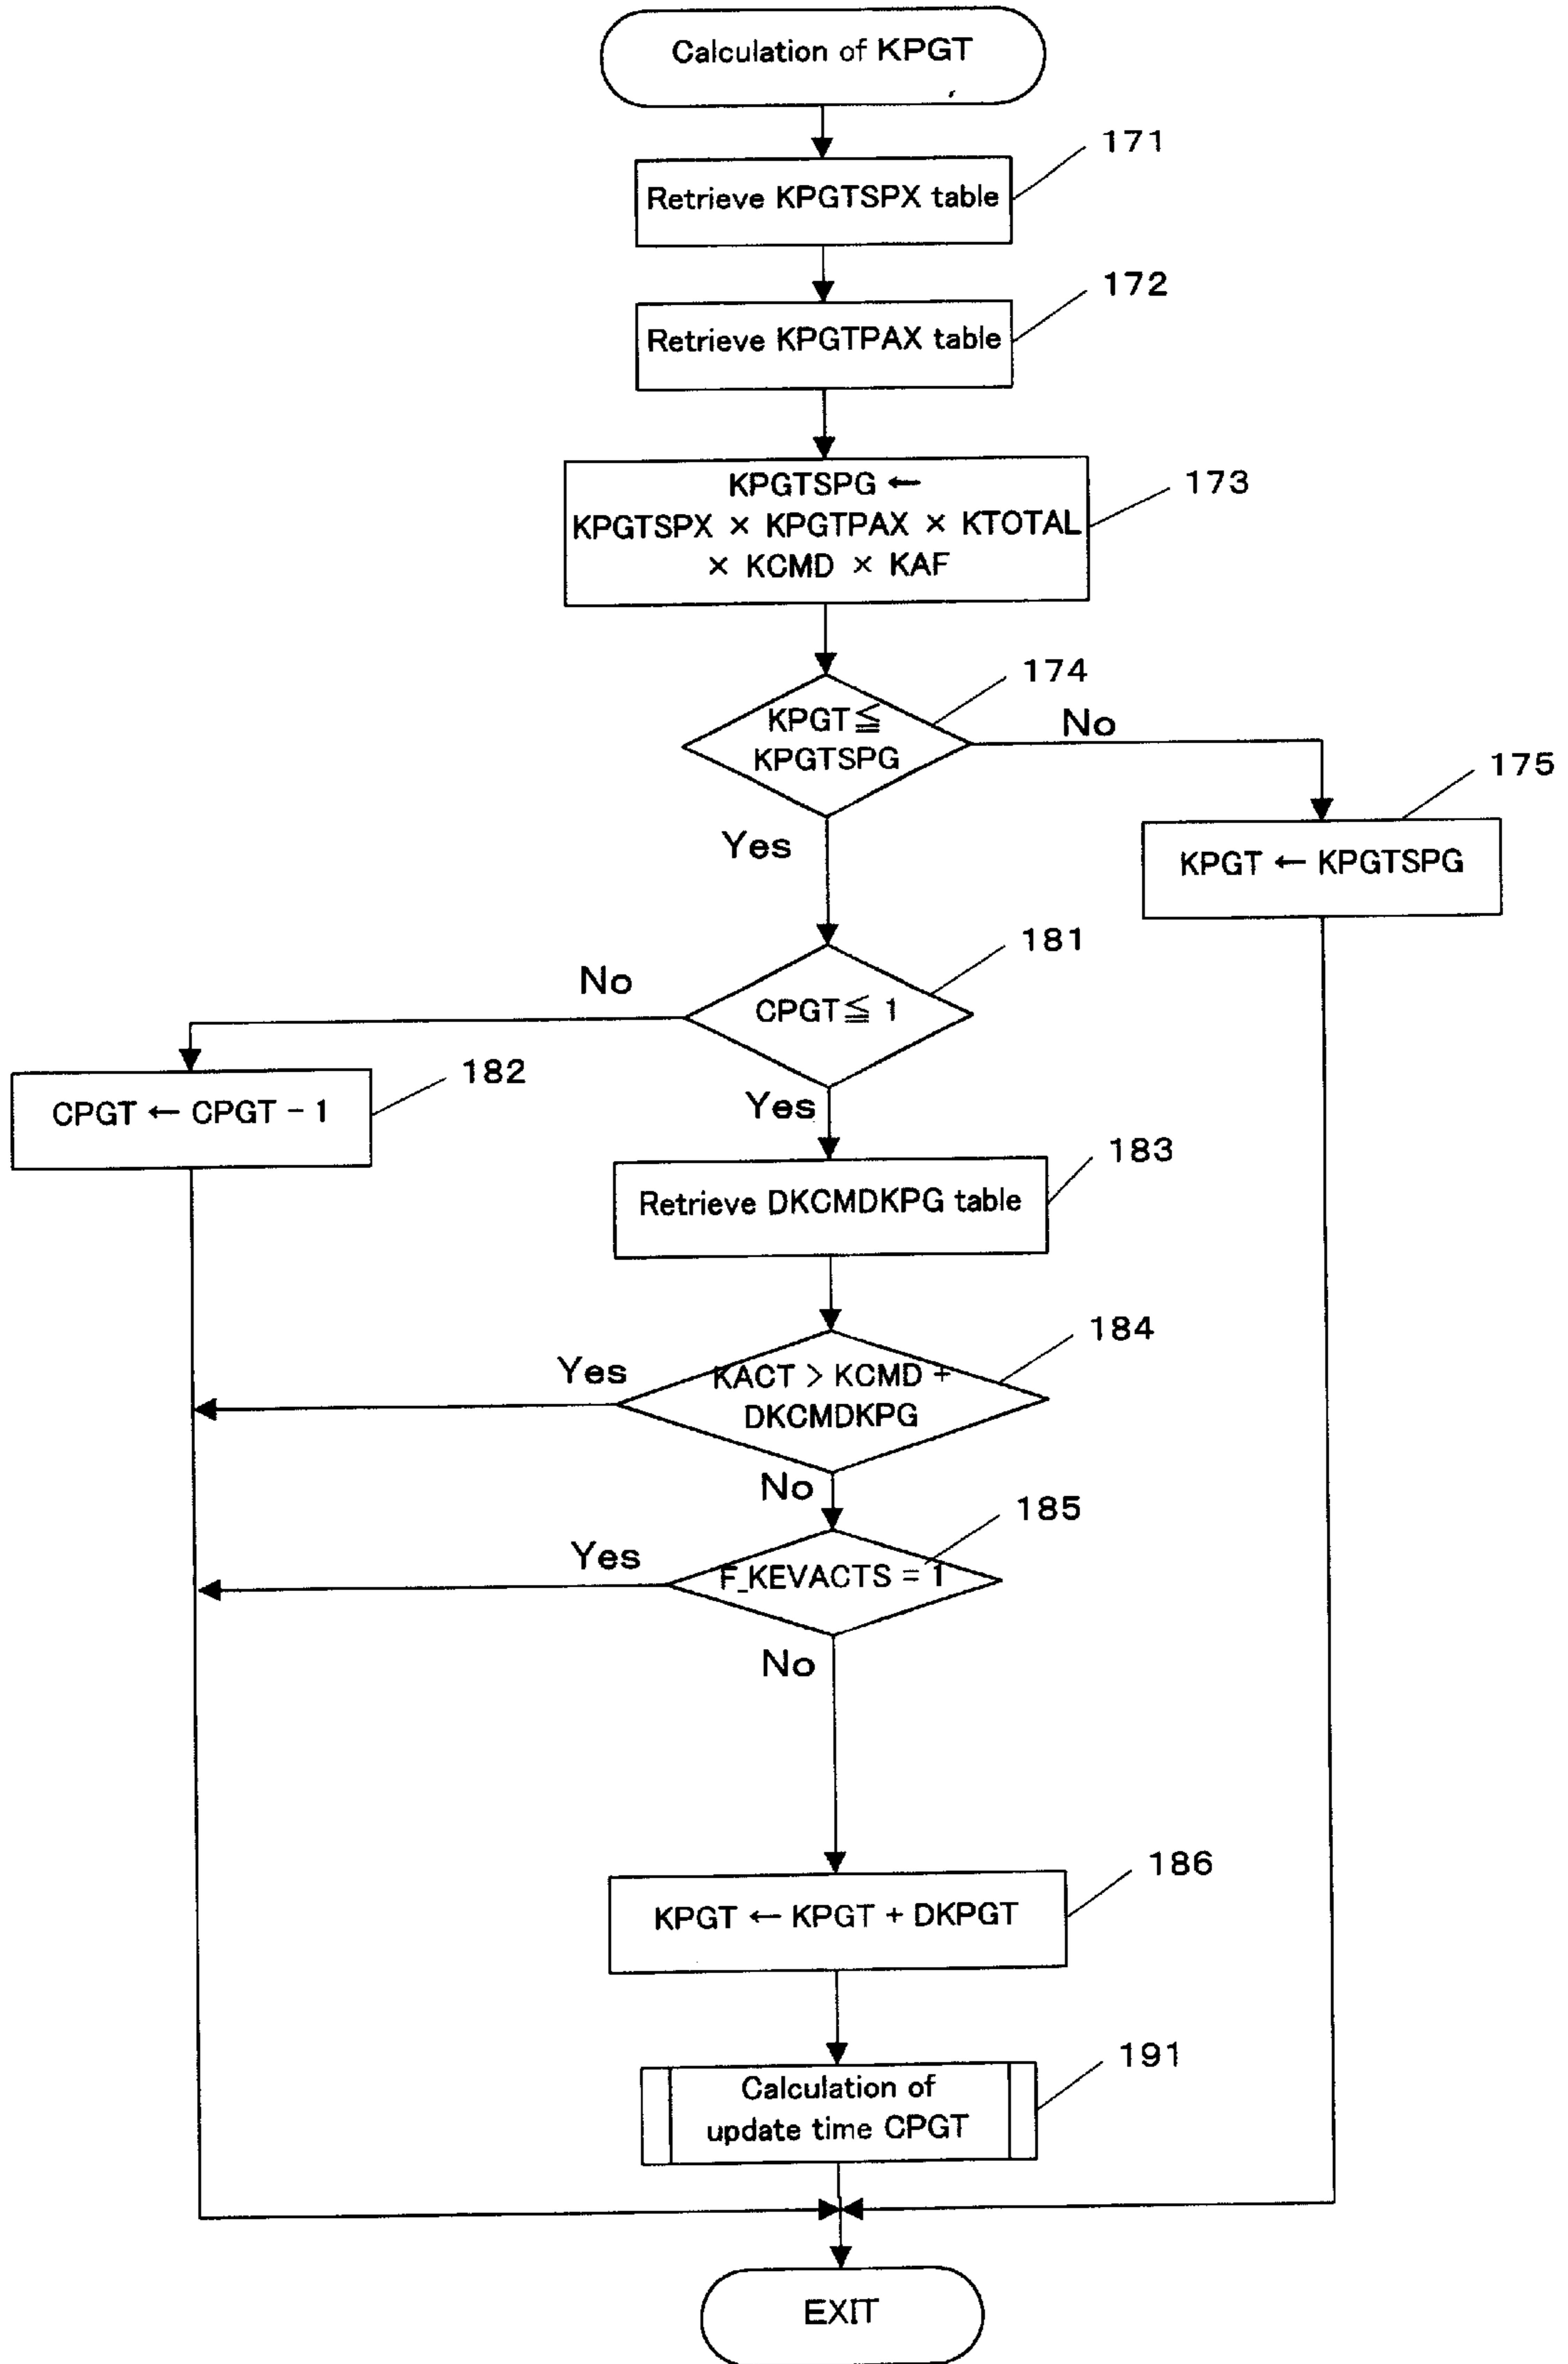 Calculation of KPGT
171
Retrieve KPGTSPX table
172
Retrieve KPGTPAX table
173
KPGTSPG ←
KPGTSPX × KPGTPAX × KTOTAL
× KCMD × KAF
174
KPGT ≦
KPGTSPG
No
175
Yes
KPGT ← KPGTSPG
181
No
CPGT ≦ 1
182
CPGT ← CPGT - 1
Yes
183
Retrieve DKCMDKPG table
184
Yes
KACT > KCMD +
DKCMDKPG
No
185
Yes
F_KEVACTS = 1
No
186
KPGT ← KPGT + DKPGT
191
Calculation of
update time CPGT
EXIT